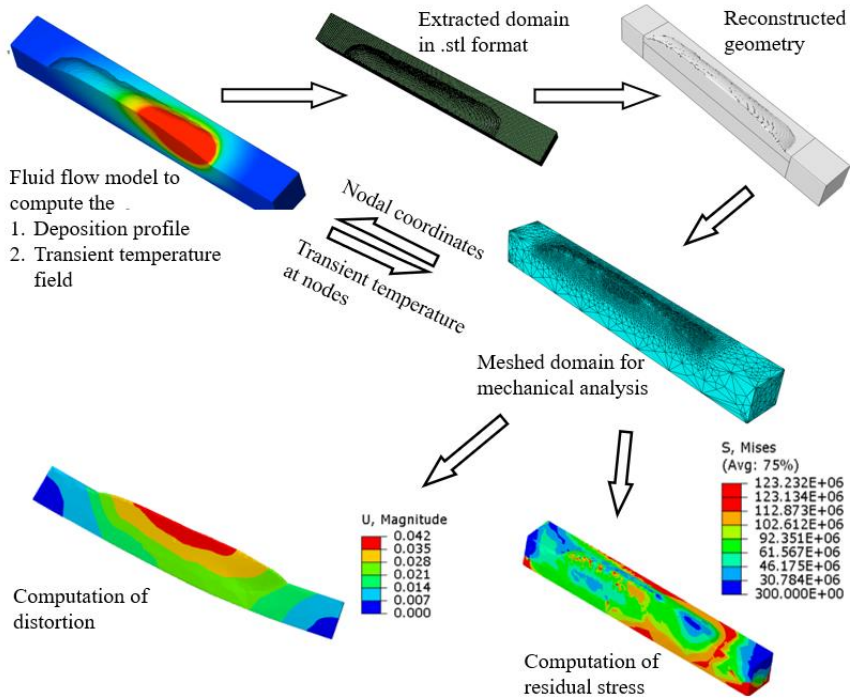 Extracted domain
in .stl format
Reconstructed
geometry
Fluid flow model to
compute the
1. Deposition profile
2. Transient temperature
field
Nodal coordinates
Transient temperature
at nodes
Meshed domain for
mechanical analysis
Computation of
distortion
U, Magnitude
0.042
0.035
0.028
0.021
0.014
0.007
0.000
S, Mises
(Avg: 75%)
123.232E+06
123.134E+06
112.873E+06
102.612E+06
92.351E+06
61.567E+06
46.175E+06
30.784E+06
300.000E+00
Computation of
residual stress